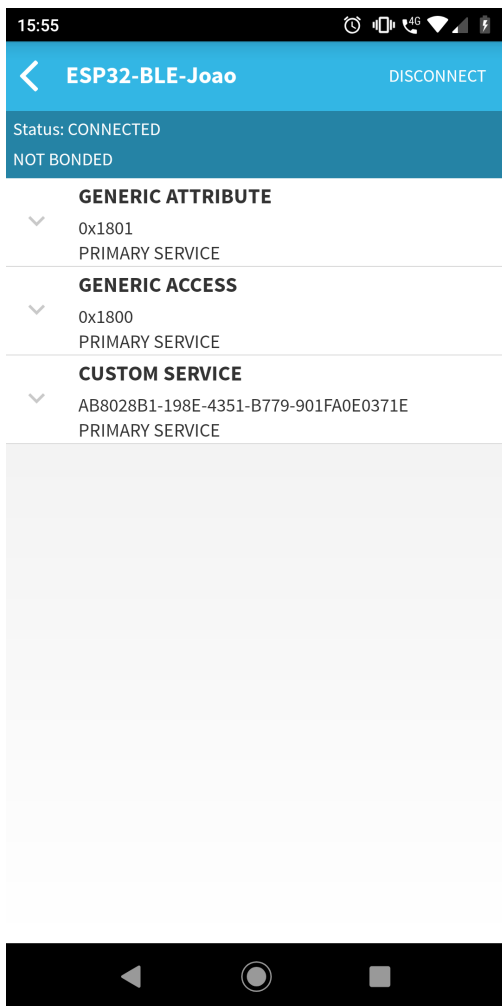 15:55
4G
ESP32-BLE-Joao
DISCONNECT
Status: CONNECTED
NOT BONDED
GENERIC ATTRIBUTE
0x1801
PRIMARY SERVICE
GENERIC ACCESS
0x1800
PRIMARY SERVICE
CUSTOM SERVICE
AB8028B1-198E-4351-B779-901FA0E0371E
PRIMARY SERVICE